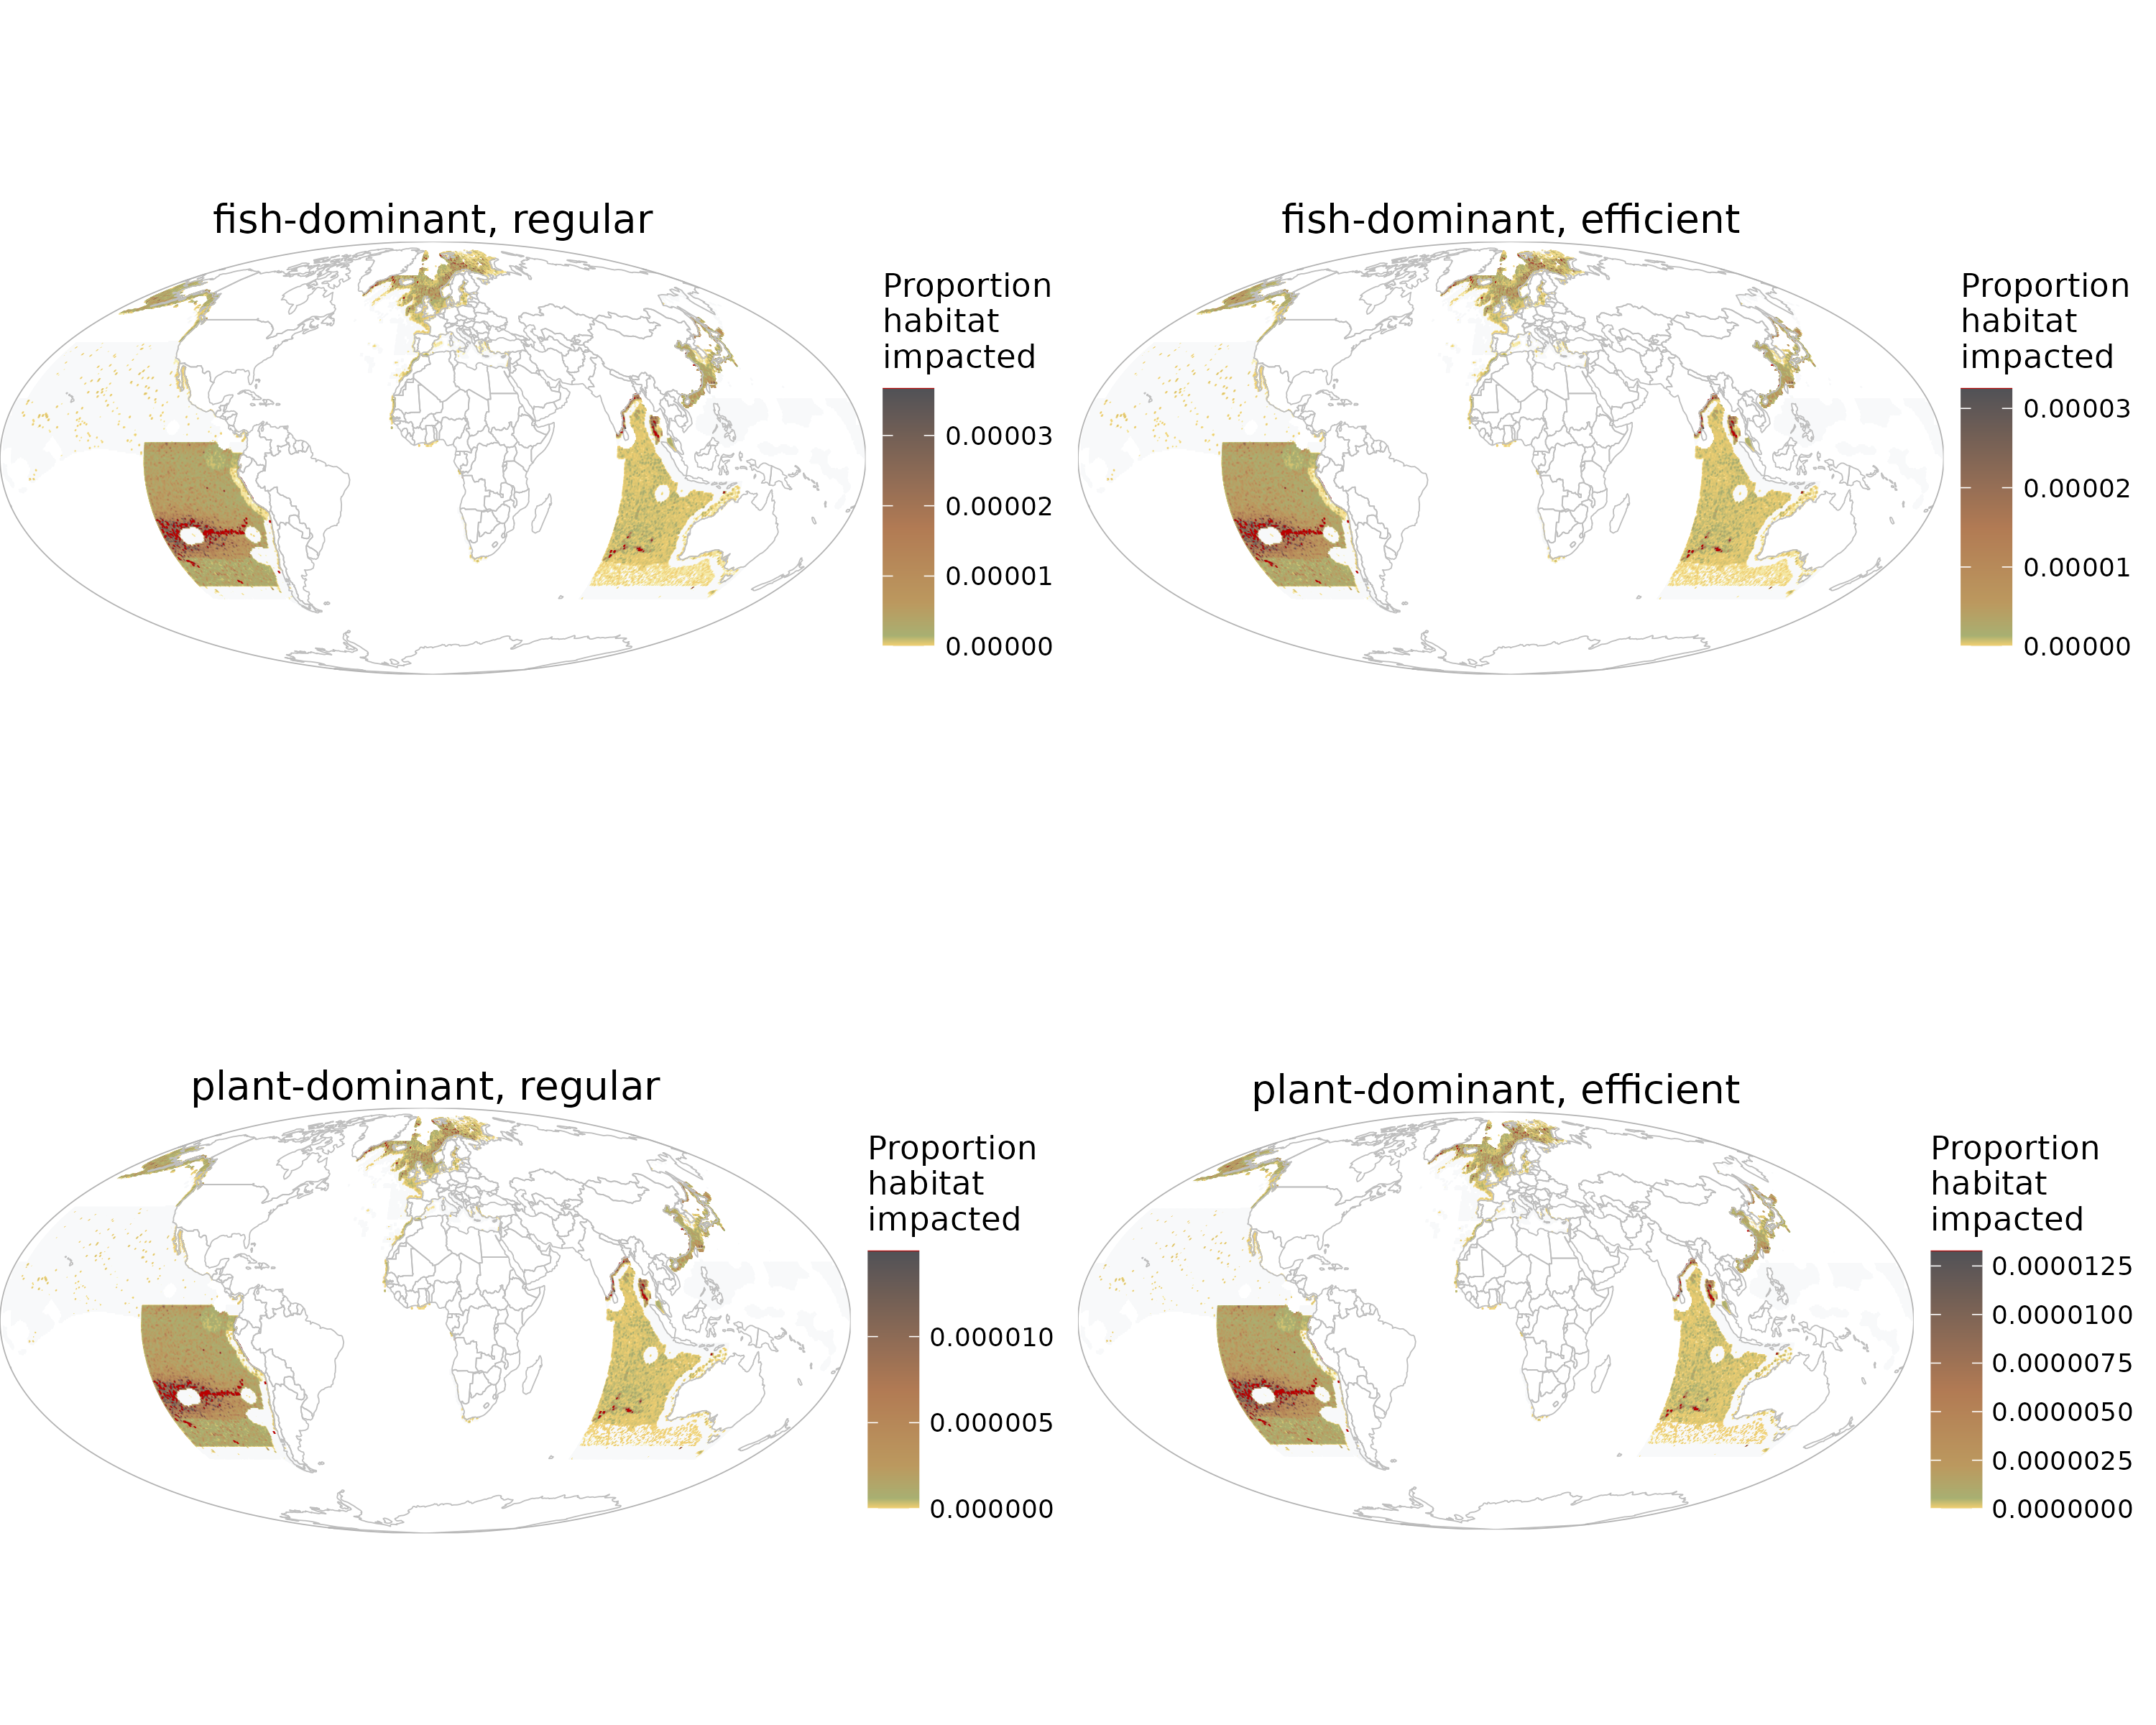 fish-dominant, regular
Proportion
habitat
impacted
0.00003
0.00002
0.00001
0.00000
fish-dominant, efficient
Proportion
habitat
impacted
0.00003
0.00002
0.00001
0.00000
plant-dominant, regular
Proportion
habitat
impacted
0.000010
0.000005
0.000000
plant-dominant, efficient
Proportion
habitat
impacted
0.0000125
0.0000100
0.0000075
0.0000050
0.0000025
0.0000000